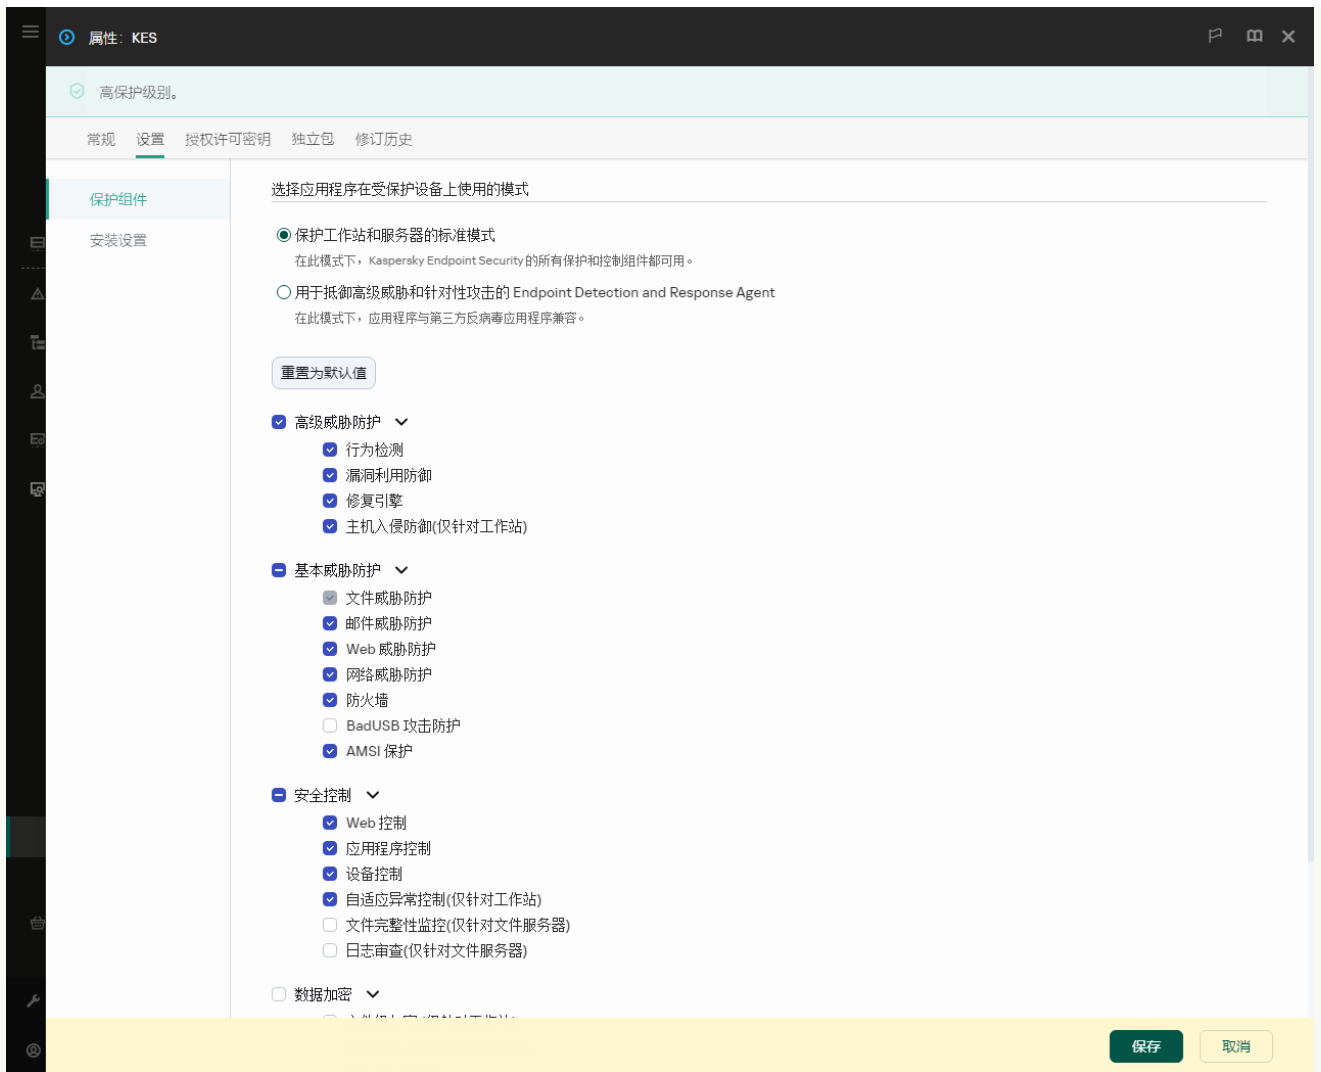 属性: KES
高保护级别。
常规 设置 授权许可密钥 独立包 修订历史
保护组件
安装设置
选择应用程序在受保护设备上使用的模式
保护工作站和服务器的标准模式
在此模式下，Kaspersky Endpoint Security的所有保护和控制组件都可用。
用于抵御高级威胁和针对性攻击的 Endpoint Detection and Response Agent
在此模式下，应用程序与第三方反病毒应用程序兼容。
重置为默认值
高级威胁防护
行为检测
漏洞利用防御
修复引擎
主机入侵防御(仅针对工作站)
基本威胁防护
文件威胁防护
邮件威胁防护
Web 威胁防护
网络威胁防护
防火墙
BadUSB 攻击防护
AMSI 保护
安全控制
Web 控制
应用程序控制
设备控制
自适应异常控制(仅针对工作站)
文件完整性监控(仅针对文件服务器)
日志审查(仅针对文件服务器)
数据加密
保存 取消